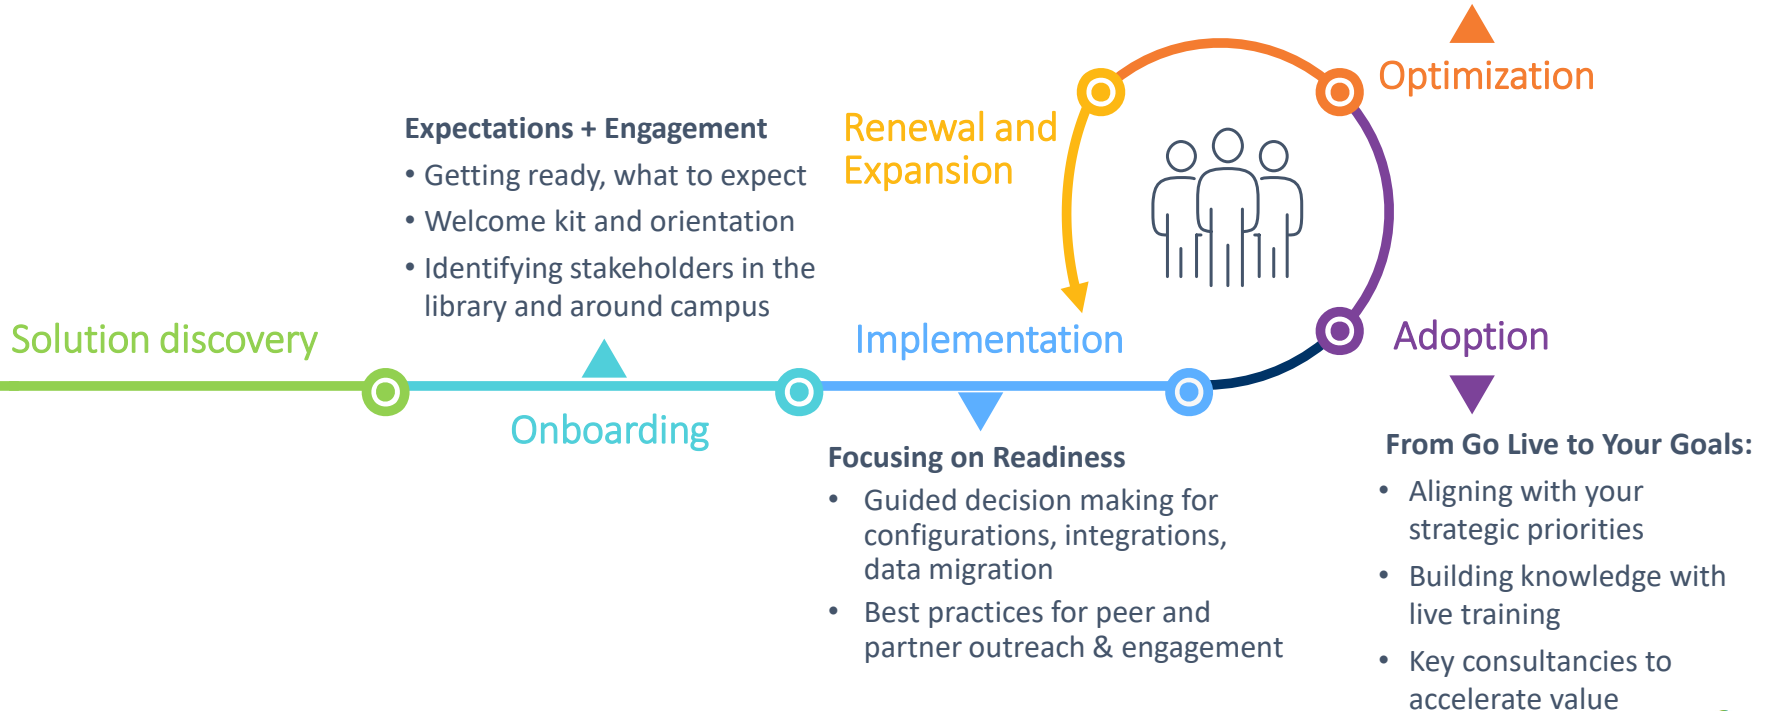 Optimization
Renewal and
Expansion
Expectations + Engagement
• Getting ready, what to expect
• Welcome kit and orientation
• Identifying stakeholders in the
library and around campus
Solution discovery
Implementation
Adoption
Onboarding
Focusing on Readiness
• Guided decision making for
configurations, integrations,
data migration
• Best practices for peer and
partner outreach & engagement
From Go Live to Your Goals:
• Aligning with your
strategic priorities
• Building knowledge with
live training
• Key consultancies to
accelerate value